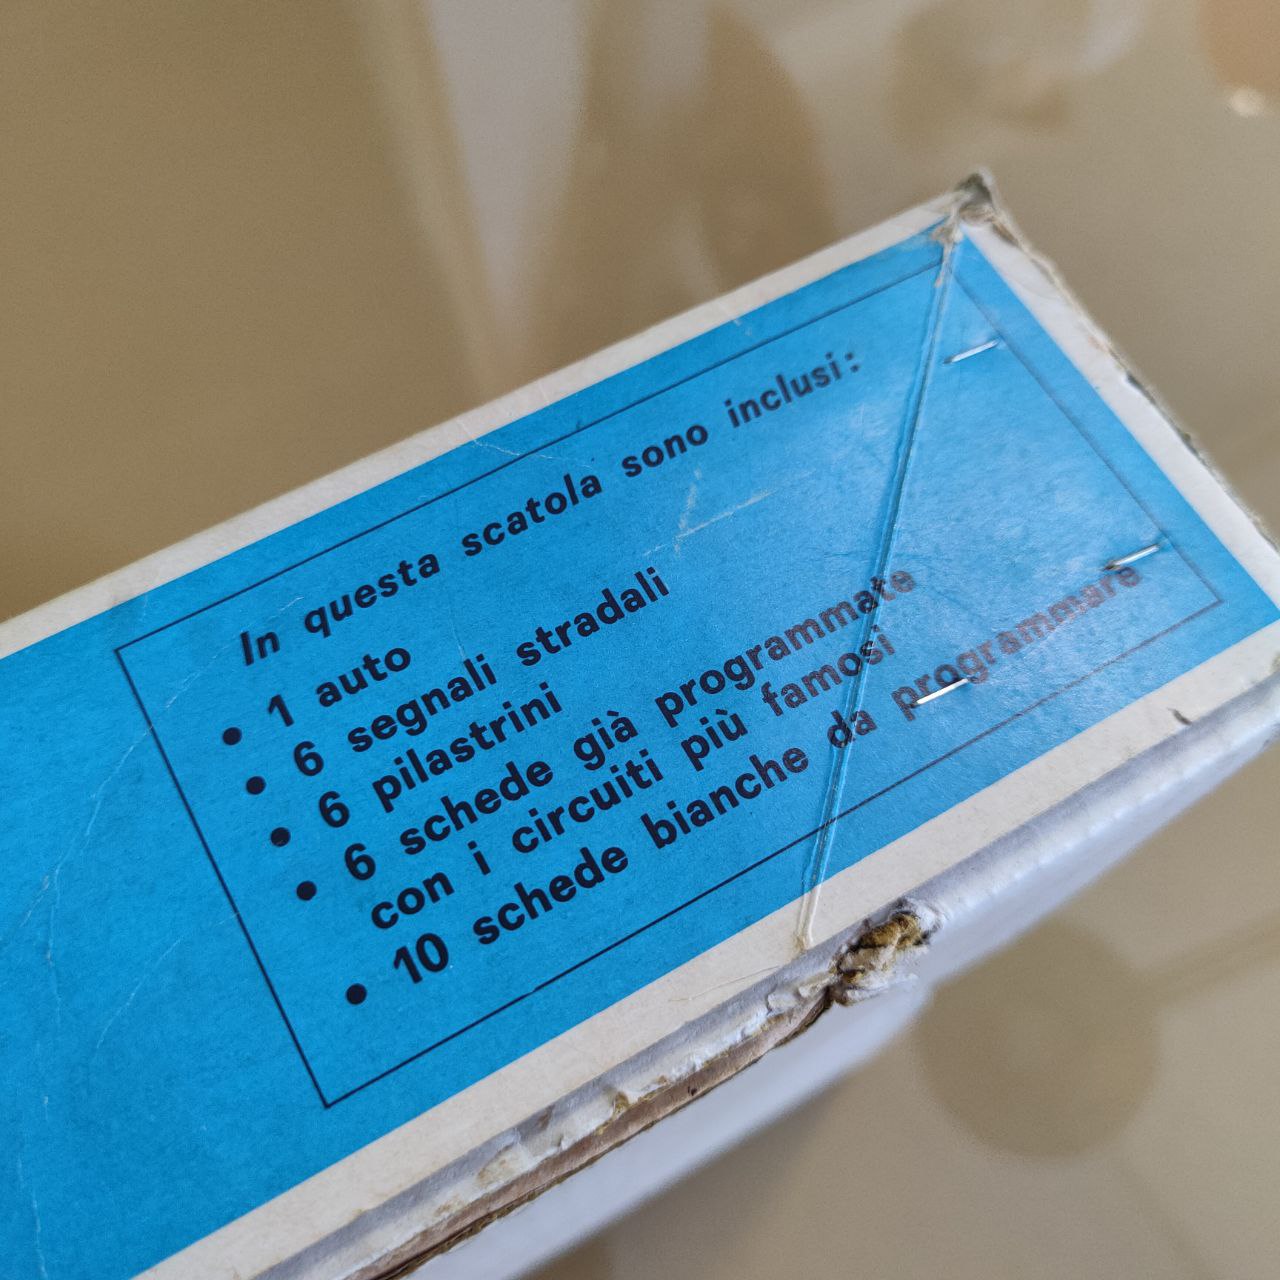 In questa scatola sono inclusi:
• 1 auto
• 6 segnali stradali
• 6 pilastrini
• 6 schede già programmate
con i circuiti più famosi
• 10 schede bianche da programmare